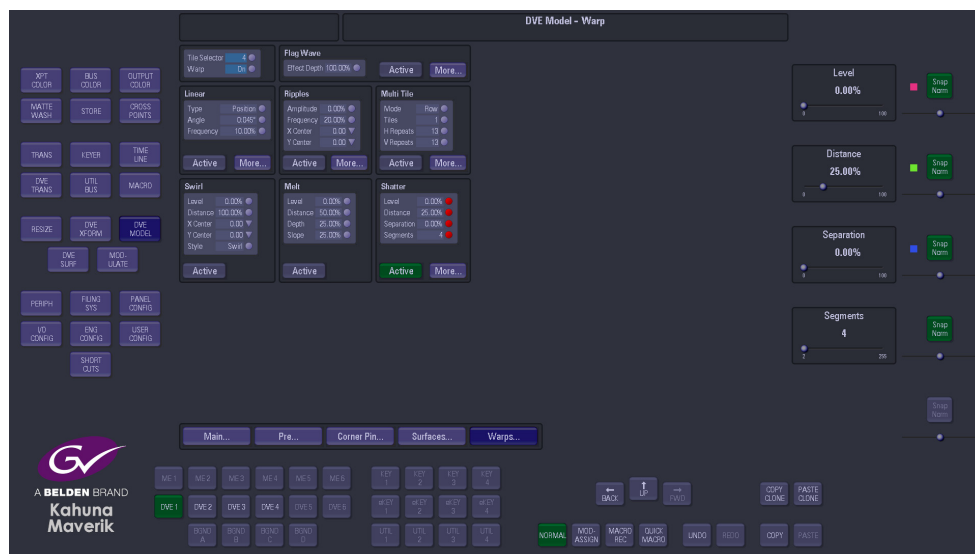 DVE Model - Warp
XPT COLOR
BUS COLOR
OUTPUT COLOR
MATTE WASH
STORE
CROSS POINTS
TRANS
KEYER
TIME LINE
DVE TRANS
UTIL BUS
MACRO
RESIZE
DVE XFORM
DVE MODEL
DVE SURF
MOD- ULATE
PERIPH
FILING SYS
PANEL CONFIG
I/O CONFIG
ENG CONFIG
USER CONFIG
SHORT CUTS
Tile Selector 4
Warp On
Flag Wave
Effect Depth 100.00%
Active More...
Linear
Type Position
Angle 0.045°
Frequency 10.00%
Active More...
Ripples
Amplitude 0.00%
Frequency 20.00%
X Center 0.00
Y Center 0.00
Active More...
Multi Tile
Mode Row
Tiles 1
H Repeats 13
V Repeats 13
Active More...
Swirl
Level 0.00%
Distance 100.00%
X Center 0.00
Y Center 0.00
Style Swirl
Active
Melt
Level 0.00%
Distance 50.00%
Depth 25.00%
Slope 25.00%
Active
Shatter
Level 0.00%
Distance 25.00%
Separation 0.00%
Segments 4
Active More...
Level
0.00%
0 100
Snap Norm
Distance
25.00%
0 100
Snap Norm
Separation
0.00%
0 100
Snap Norm
Segments
4
2 255
Snap Norm
Snap Norm
Main... Pre... Corner Pin... Surfaces... Warps...
GV
A BELDEN BRAND
Kahuna
Maverik
ME 1 ME 2 ME 3 ME 4 ME 5 ME 6
DVE 1 DVE 2 DVE 3 DVE 4 DVE 5 DVE 6
BGND A BGND B BGND C BGND D
KEY 1 KEY 2 KEY 3 KEY 4
eKEY 1 eKEY 2 eKEY 3 eKEY 4
UTIL 1 UTIL 2 UTIL 3 UTIL 4
BACK UP FWD
COPY CLONE PASTE CLONE
NORMAL MOD- ASSIGN MACRO REC QUICK MACRO UNDO REDO COPY PASTE